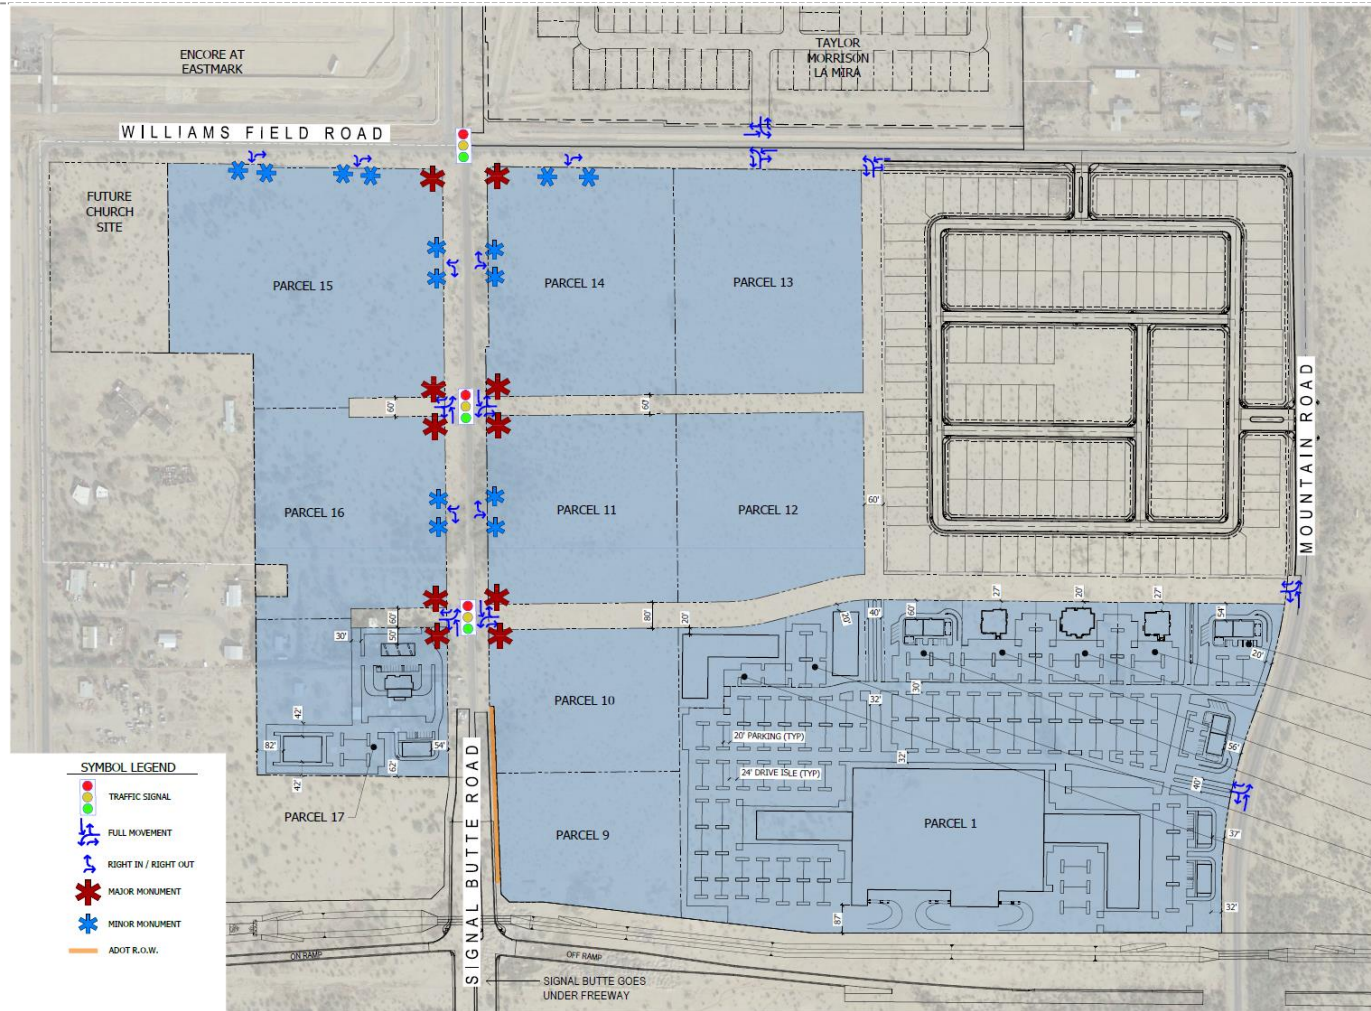 ENCORE AT
EASTMARK
TAYLOR
MORRISON
LA MIRA
WILLIAMS FIELD ROAD
FUTURE
CHURCH
SITE
PARCEL 15
PARCEL 14
PARCEL 13
60'
60'
MOUNTAIN ROAD
PARCEL 16
PARCEL 11
PARCEL 12
60'
60'
80'
20'
20'
40'
60'
27'
20'
27'
54'
30'
50'
20'
PARCEL 10
30'
32'
42'
82'
54'
62'
42'
20' PARKING (TYP)
32'
56'
24' DRIVE ISLE (TYP)
40'
SIGNAL BUTTE ROAD
PARCEL 17
PARCEL 9
PARCEL 1
37'
32'
87'
SYMBOL LEGEND
TRAFFIC SIGNAL
FULL MOVEMENT
RIGHT IN / RIGHT OUT
MAJOR MONUMENT
MINOR MONUMENT
ADOT R.O.W.
ON RAMP
OFF RAMP
SIGNAL BUTTE GOES
UNDER FREEWAY